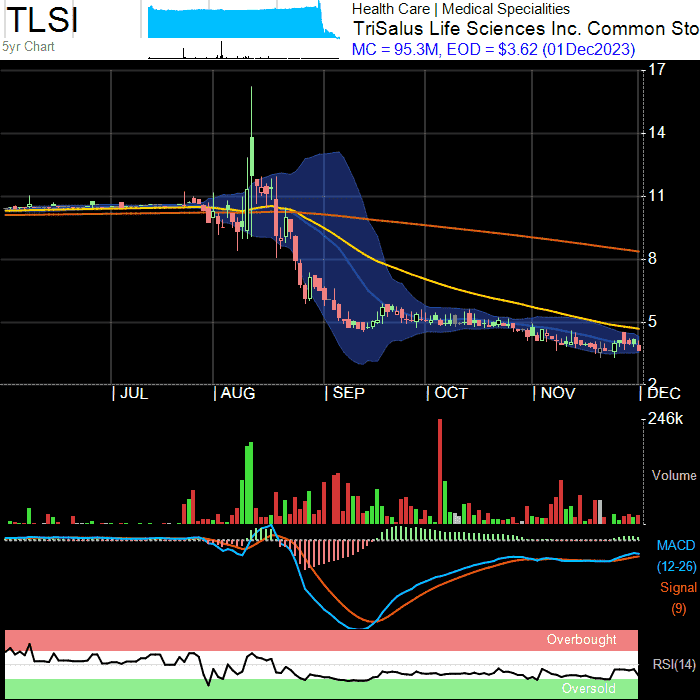 TLSI
5yr Chart
Health Care | Medical Specialities
TriSalus Life Sciences Inc. Common Sto
MC = 95.3M, EOD = $3.62 (01Dec2023)
17
14
11
8
5
2
JUL
AUG
SEP
OCT
NOV
DEC
246k
Volume
MACD
(12-26)
Signal
(9)
Overbought
RSI(14)
Oversold